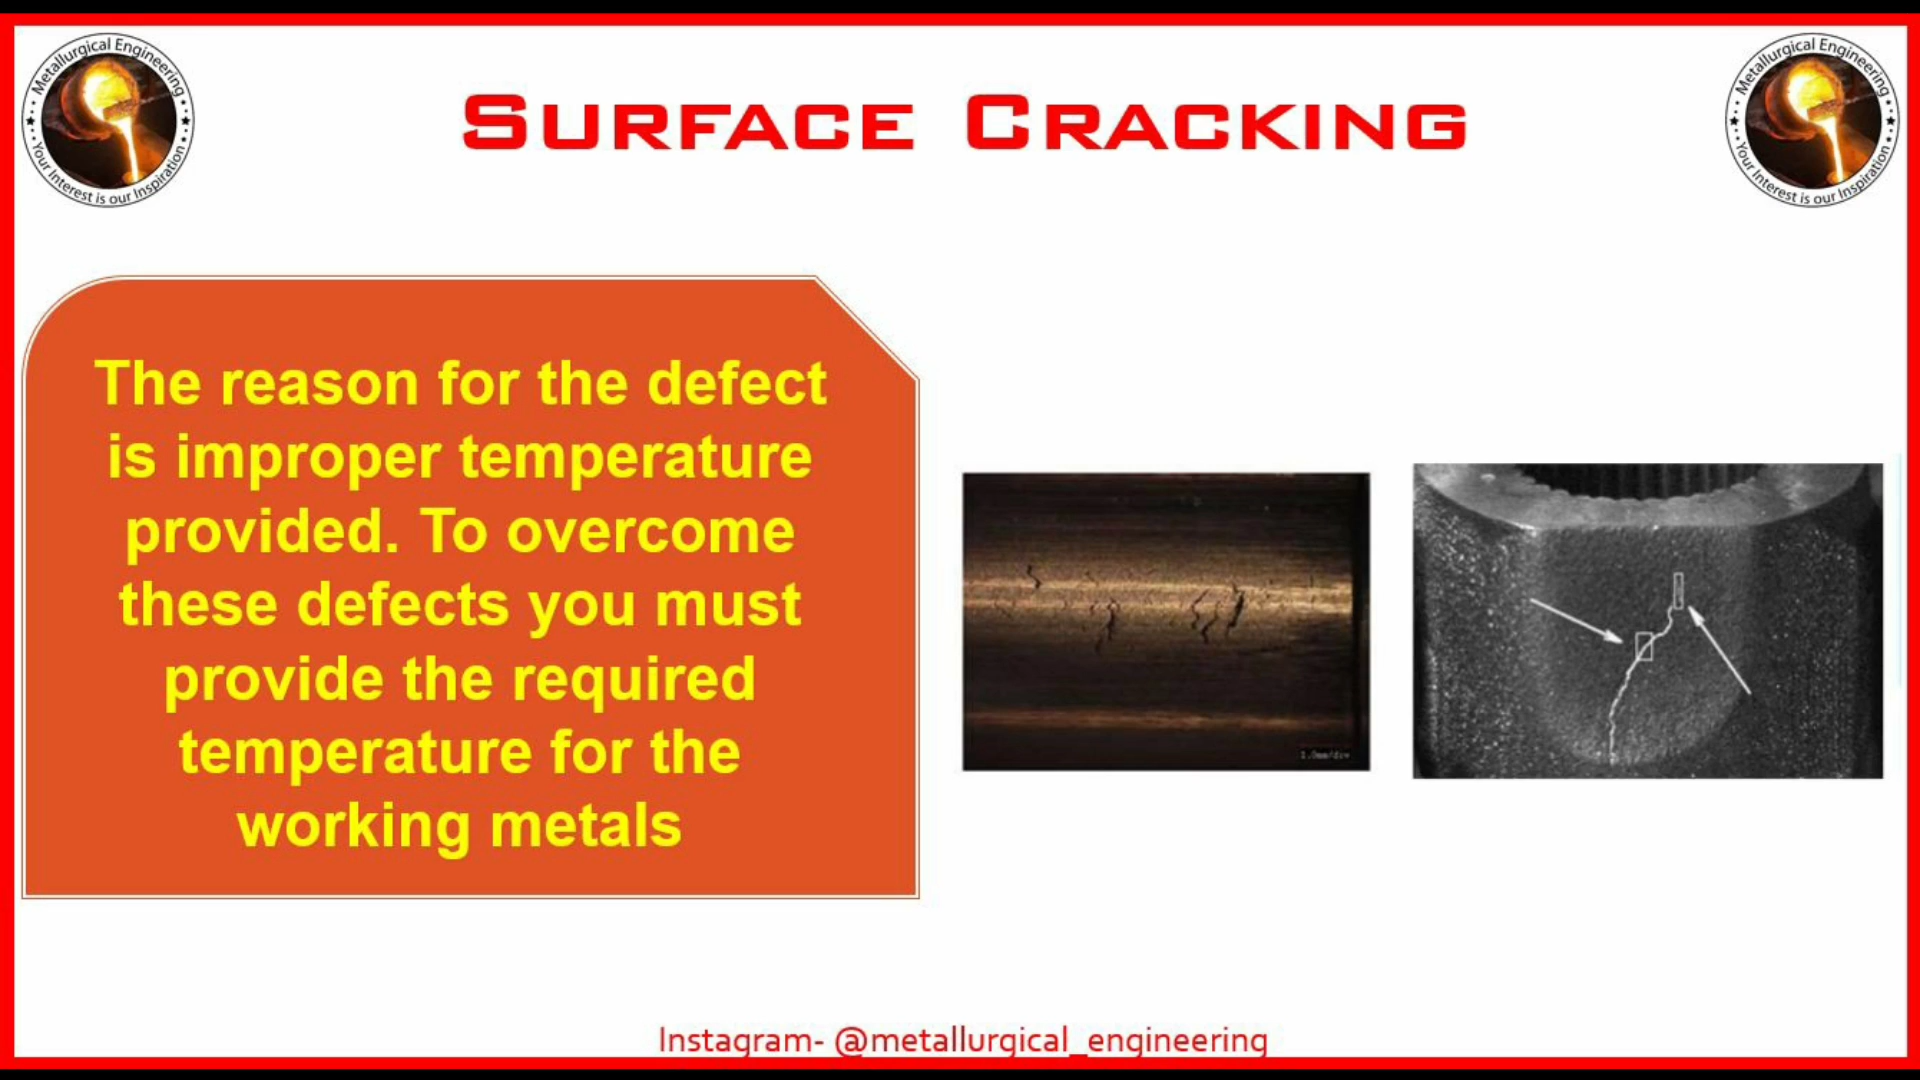 Metallurgical Engineering
Your Interest is our Inspiration
SURFACE CRACKING
Metallurgical Engineering
Your Interest is our Inspiration
The reason for the defect
is improper temperature
provided. To overcome
these defects you must
provide the required
temperature for the
working metals
Instagram- @metallurgical_engineering